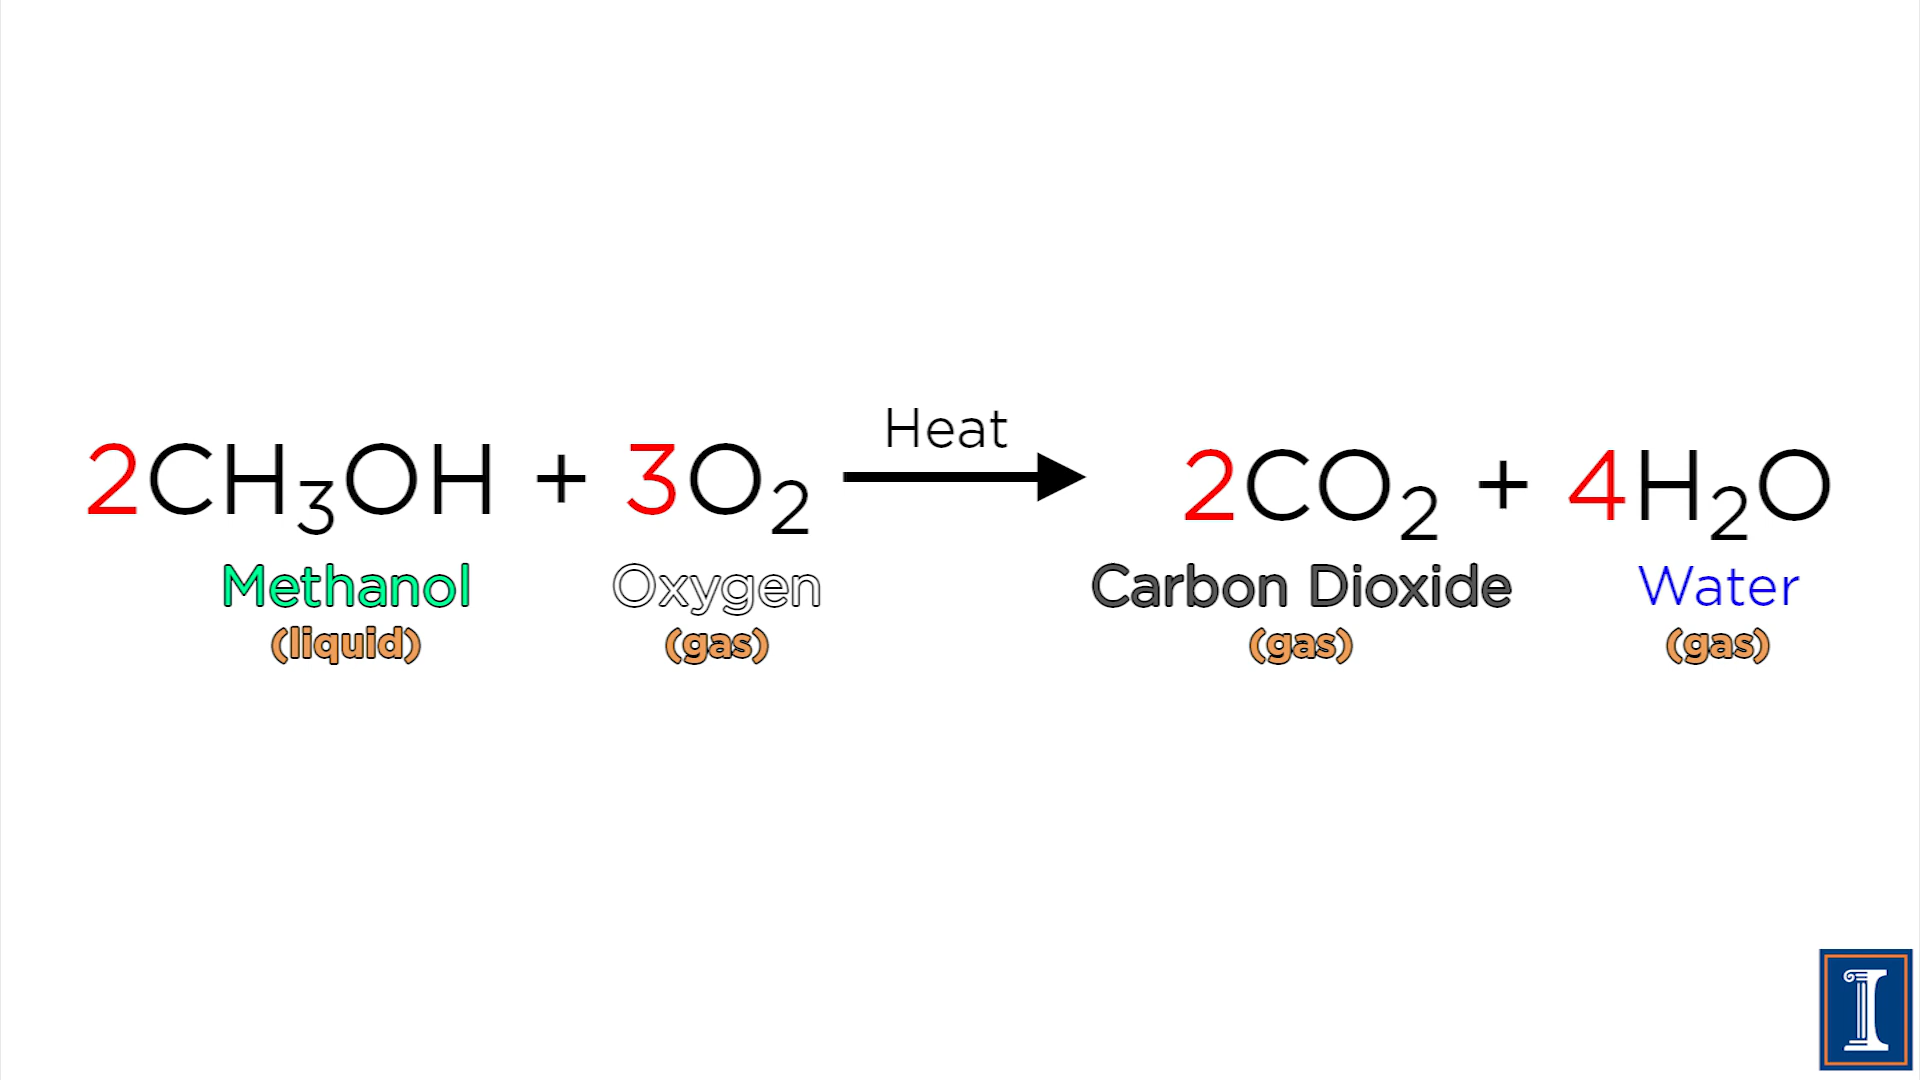 Heat
2CH₃OH + 3O₂ 2CO₂ + 4H₂O
Methanol Oxygen Carbon Dioxide Water
(liquid) (gas) (gas) (gas)
I